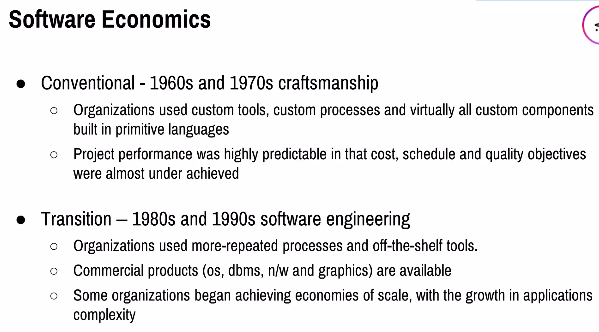 Software Economics
● Conventional - 1960s and 1970s craftsmanship
○ Organizations used custom tools, custom processes and virtually all custom components
built in primitive languages
○ Project performance was highly predictable in that cost, schedule and quality objectives
were almost under achieved
● Transition – 1980s and 1990s software engineering
○ Organizations used more-repeated processes and off-the-shelf tools.
○ Commercial products (os, dbms, n/w and graphics) are available
○ Some organizations began achieving economies of scale, with the growth in applications
complexity